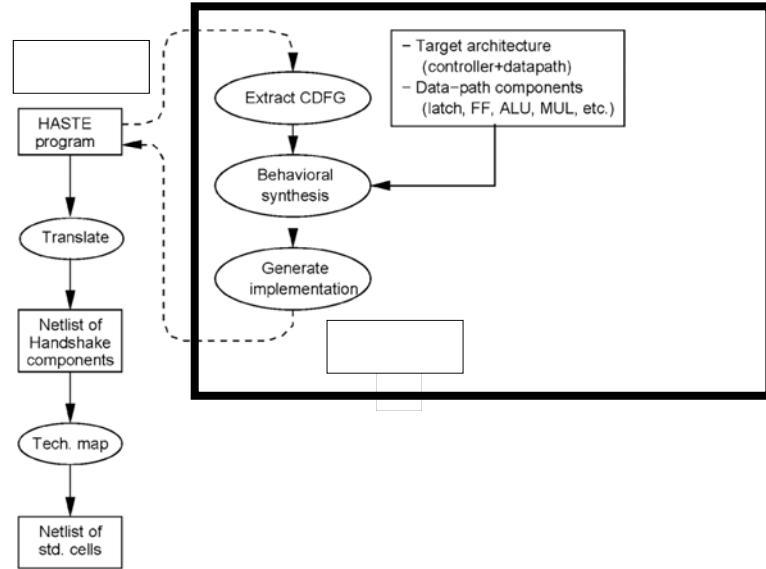 HASTE
program
Translate
Netlist of
Handshake
components
Tech. map
Netlist of
std. cells
Extract CDFG
Behavioral
synthesis
Generate
implementation
− Target architecture
(controller+datapath)
− Data−path components
(latch, FF, ALU, MUL, etc.)